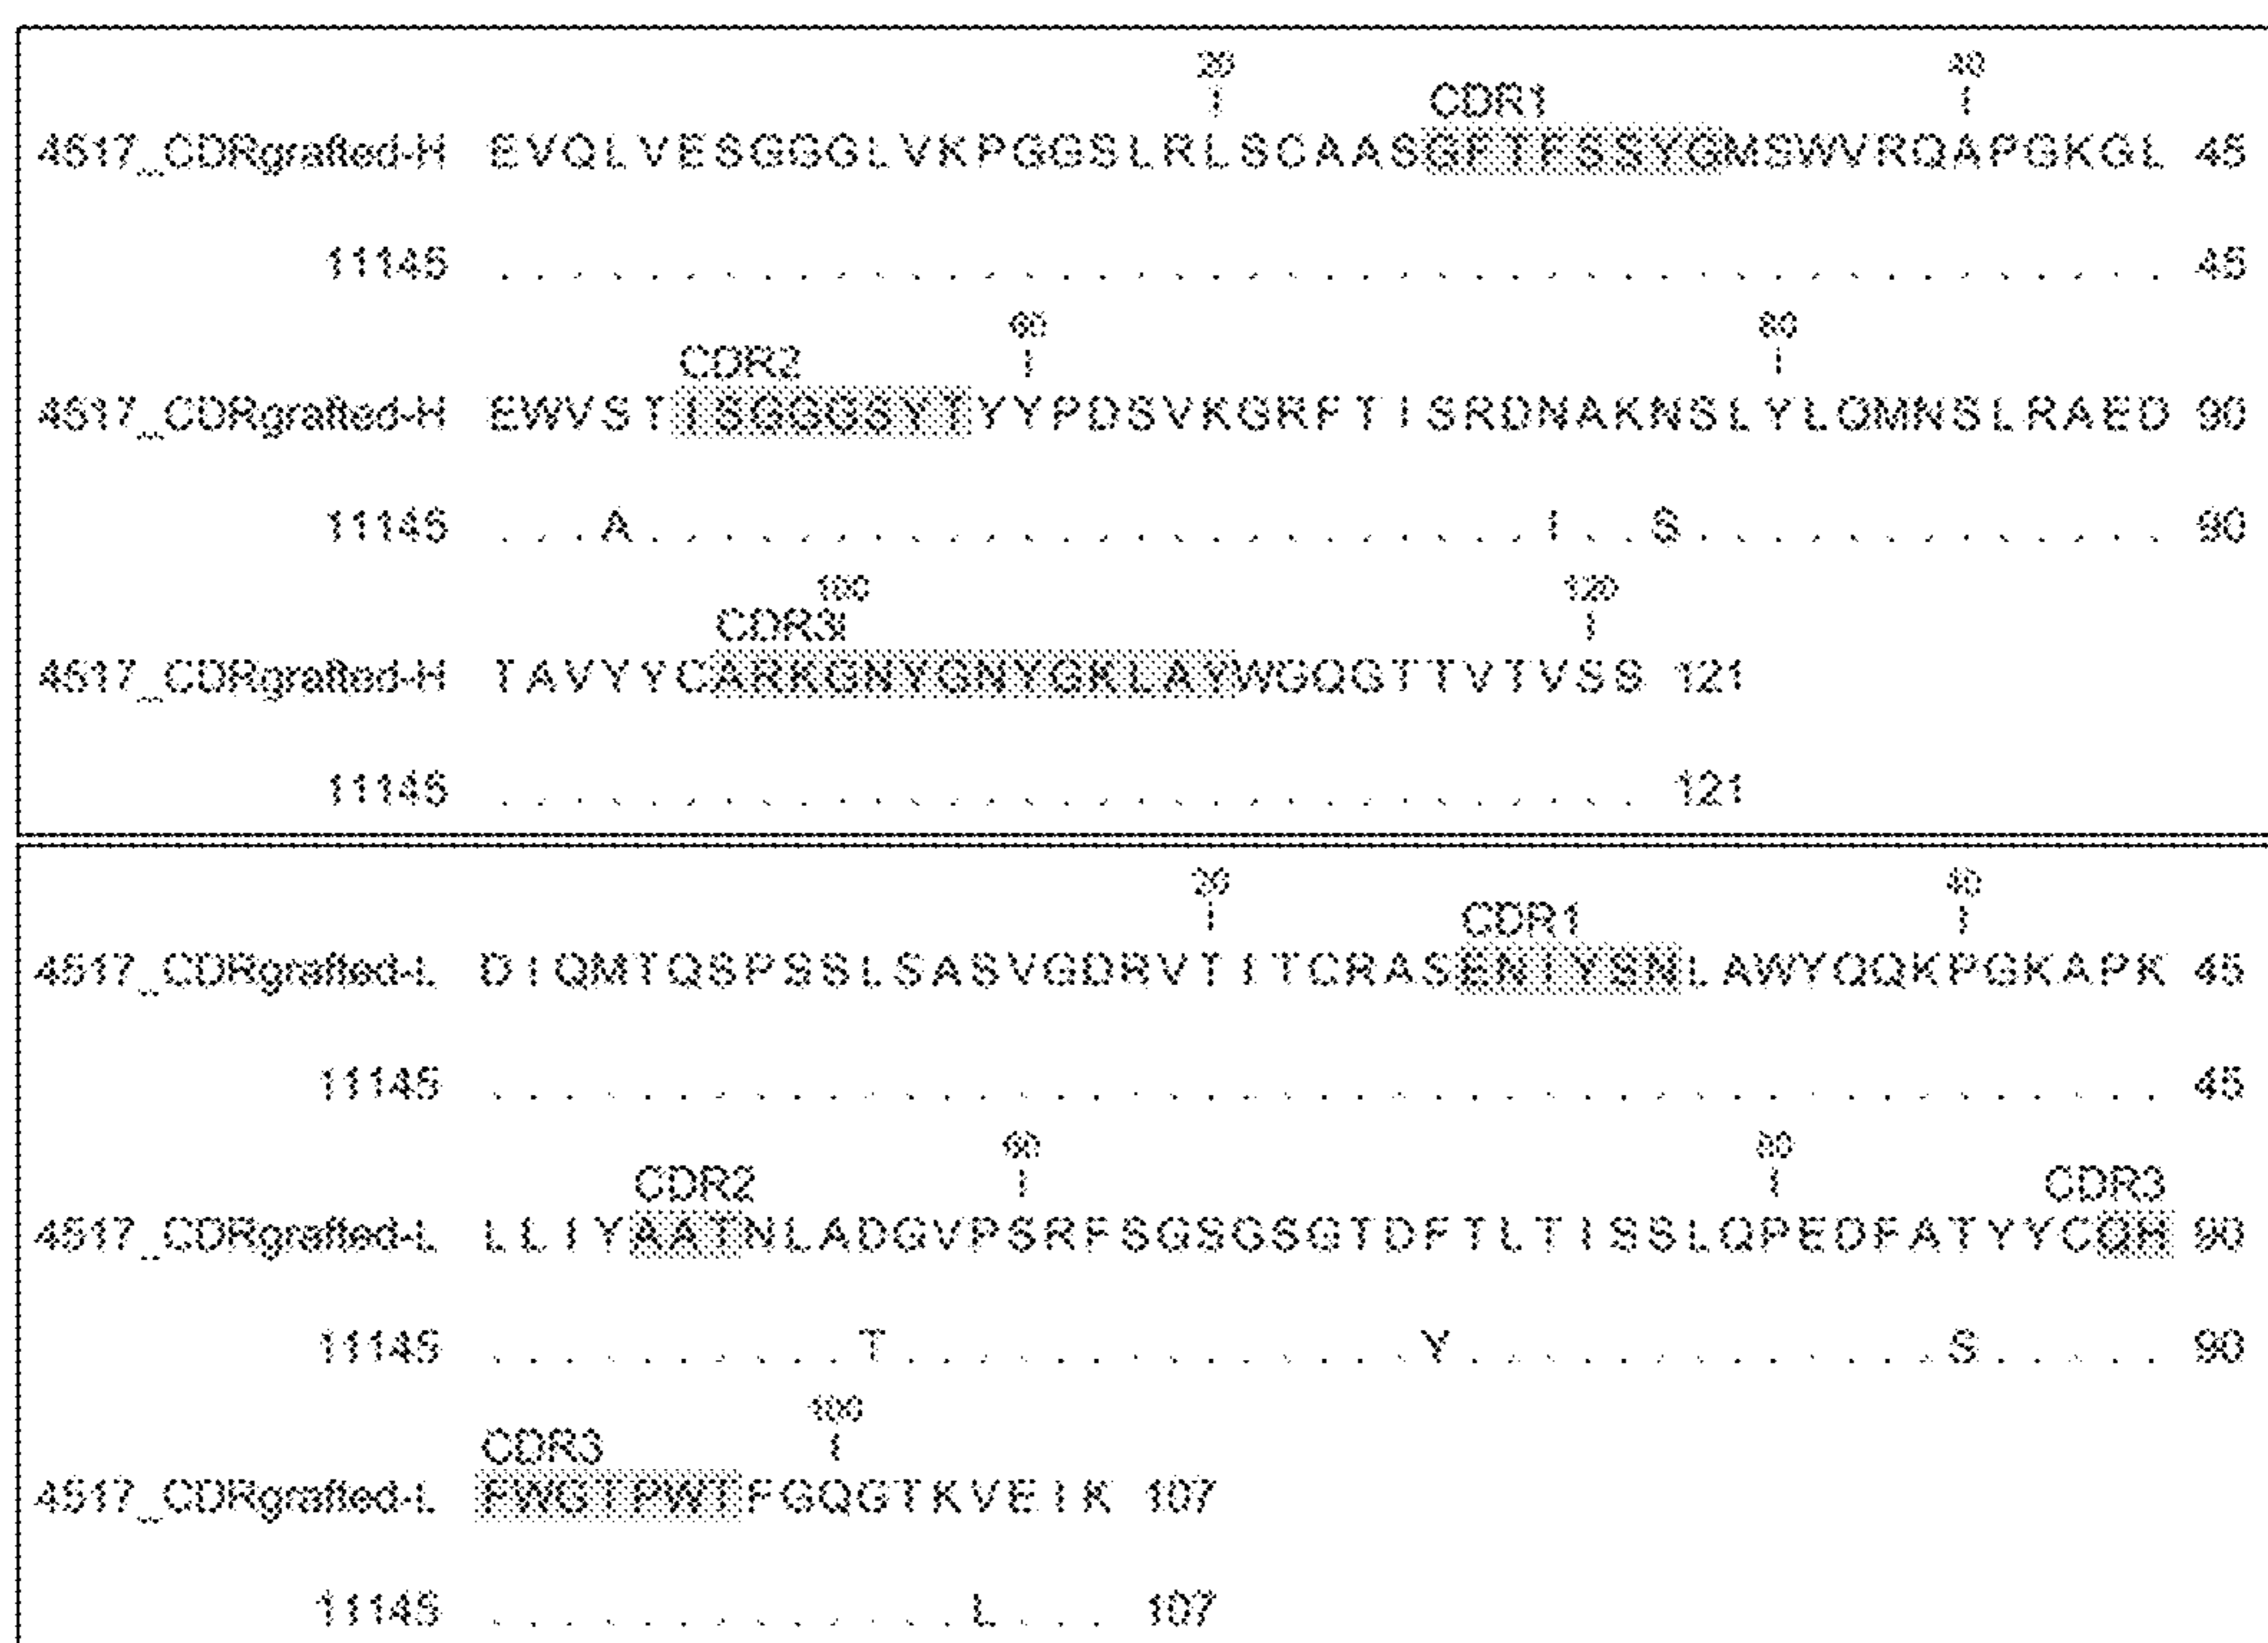 20 40
CDR1
4517_CDRgrafted-H EVQLVESGGGLVKPGGSLRLSCAASGFTFSSYGMSWVRQAPGKGL 45
11145 ............................................. 45
60 80
CDR2
4517_CDRgrafted-H EWVSTISGGGSYTYYPDSVKGRFTISRDNAKNSLYLQMNSLRAED 90
11145 ...A........................I..S............. 90
100 120
CDR3
4517_CDRgrafted-H TAVYYCARKGNYGNYGKLAYWGQGTTVTVSS 121
11145 ............................... 121
20 40
CDR1
4517_CDRgrafted-L DIQMTQSPSSLSASVGDRVTITCRASENIYSNLAWYQQKPGKAPK 45
11145 ............................................. 45
60 80
CDR2 CDR3
4517_CDRgrafted-L LLIYAATNLADGVPSRFSGSGSGTDFTLTISSLQPEDFATYYCQH 90
11145 ..........T..............Y.............S..... 90
100
CDR3
4517_CDRgrafted-L FWGTPWTFGQGTKVEIK 107
11145 .............L... 107